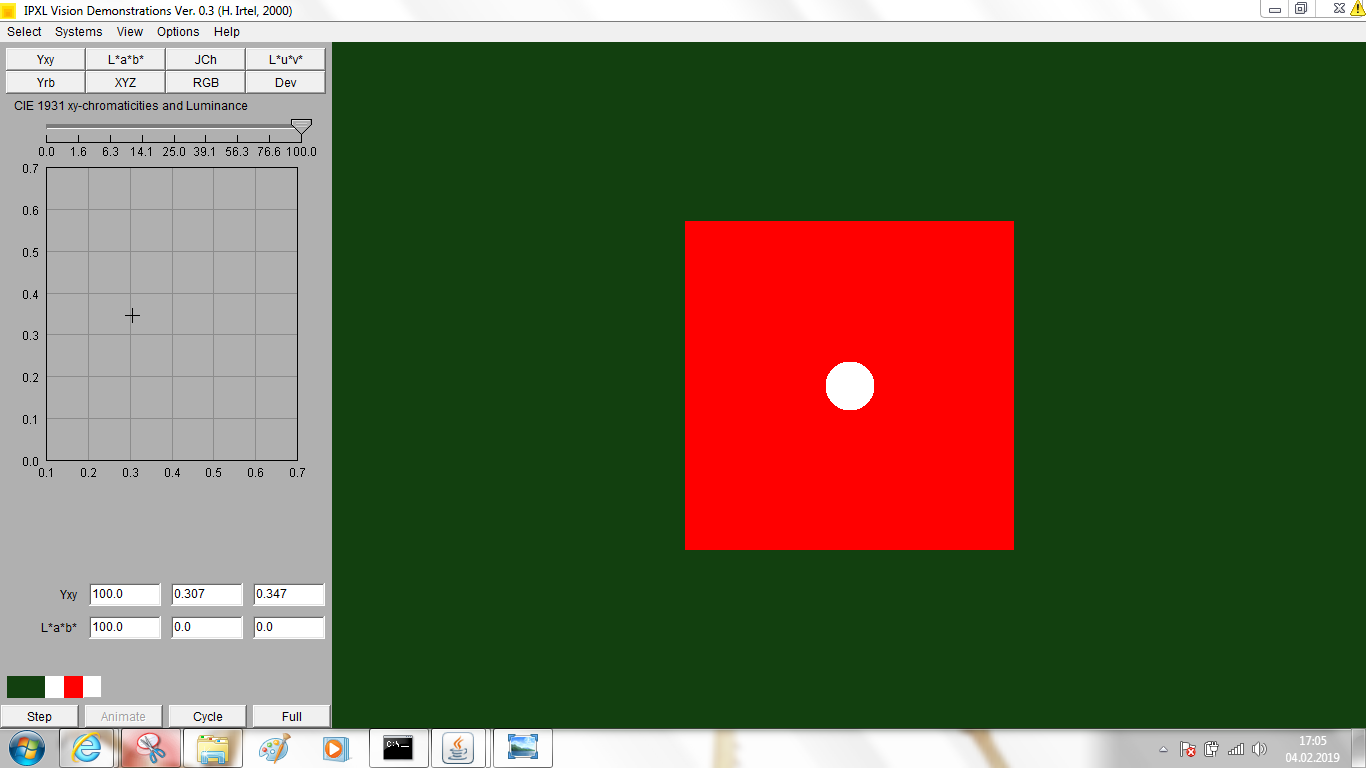 IPXL Vision Demonstrations Ver. 0.3 (H. Irtel, 2000)
Select Systems View Options Help
Yxy L*a*b* JCh L*u*v*
Yrb XYZ RGB Dev
CIE 1931 xy-chromaticities and Luminance
0.0 1.6 6.3 14.1 25.0 39.1 56.3 76.6 100.0
0.7
0.6
0.5
0.4
0.3
0.2
0.1
0.0
0.1 0.2 0.3 0.4 0.5 0.6 0.7
Yxy 100.0 0.307 0.347
L*a*b* 100.0 0.0 0.0
Step Animate Cycle Full
C:\
17:05
04.02.2019